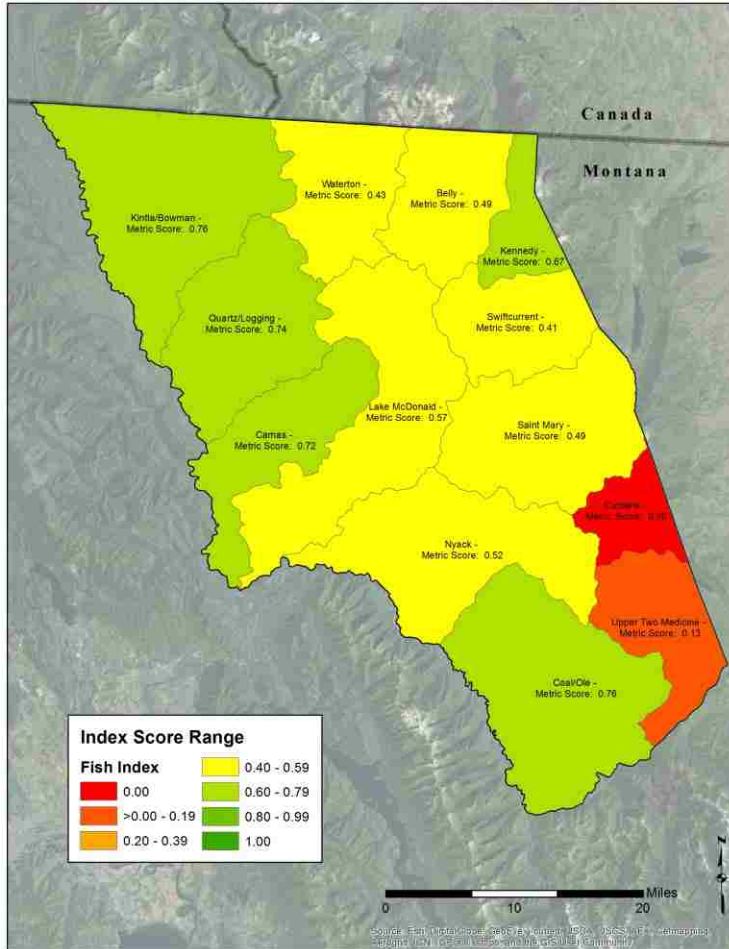 Canada
Montana
Waterton -
Metric Score: 0.43
Belly -
Metric Score: 0.49
Kintla/Bowman -
Metric Score: 0.76
Kennedy -
Metric Score: 0.67
Quartz/Logging -
Metric Score: 0.74
Swiftcurrent -
Metric Score: 0.41
Lake McDonald -
Metric Score: 0.57
Camas -
Metric Score: 0.72
Saint Mary -
Metric Score: 0.49
Metric Score:
Nyack -
Metric Score: 0.52
Upper Two Medicine -
Metric Score: 0.13
Coal/Ole -
Metric Score: 0.76
Index Score Range
Fish Index
0.00
>0.00 - 0.19
0.20 - 0.39
0.40 - 0.59
0.60 - 0.79
0.80 - 0.99
1.00
N
Miles
0 10 20